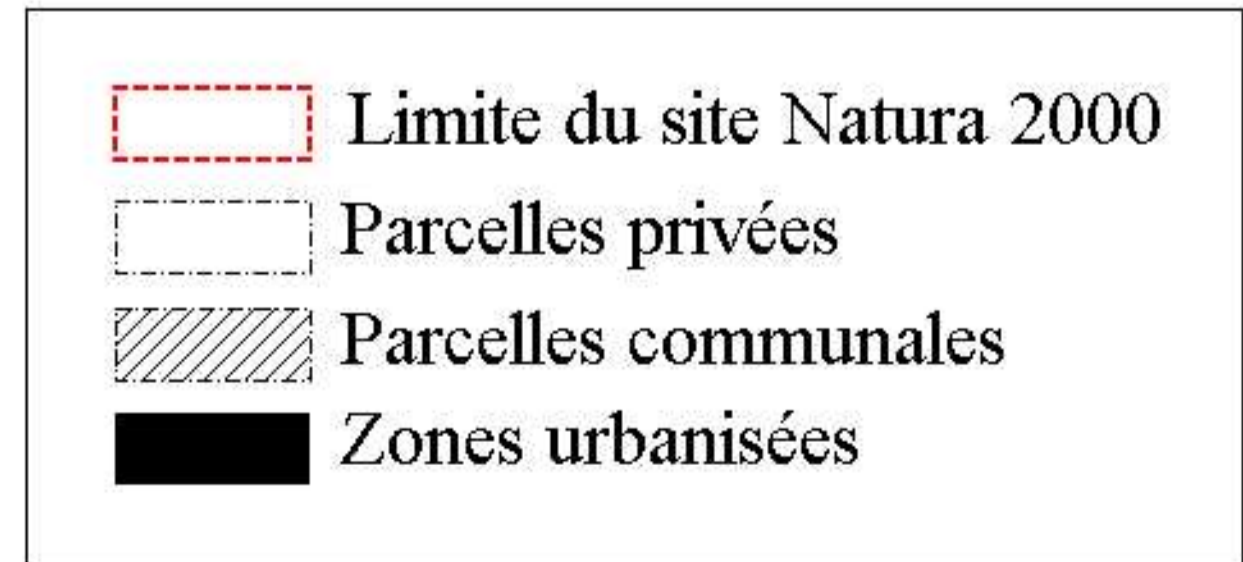 Limite du site Natura 2000
Parcelles privées
Parcelles communales
Zones urbanisées